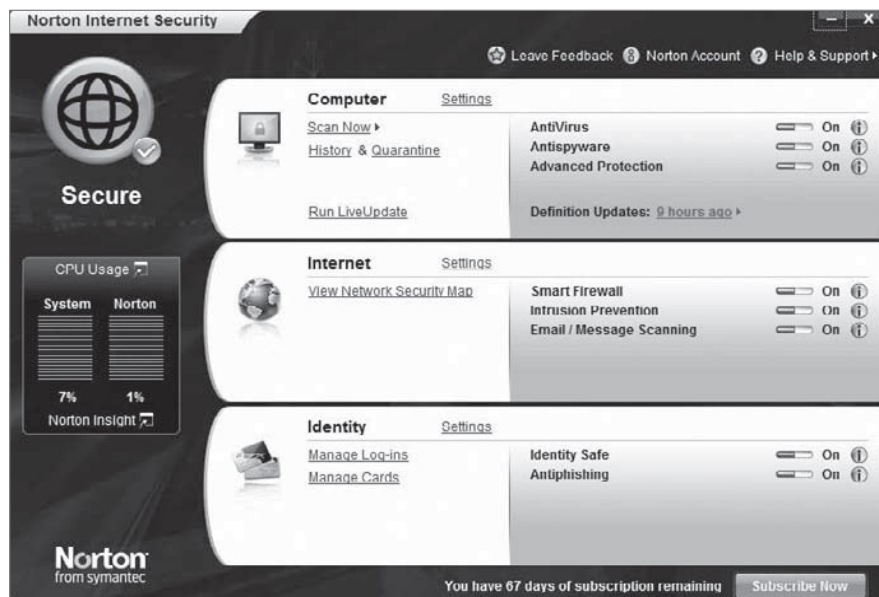 Norton Internet Security
Leave Feedback Norton Account Help & Support
Secure
CPU Usage
System Norton
7% 1%
Norton Insight
Norton
from symantec
Computer Settings
Scan Now
History & Quarantine
Run LiveUpdate
AntiVirus On
Antispyware On
Advanced Protection On
Definition Updates: 9 hours ago
Internet Settings
View Network Security Map
Smart Firewall On
Intrusion Prevention On
Email / Message Scanning On
Identity Settings
Manage Log-ins
Manage Cards
Identity Safe On
Antiphishing On
You have 67 days of subscription remaining Subscribe Now